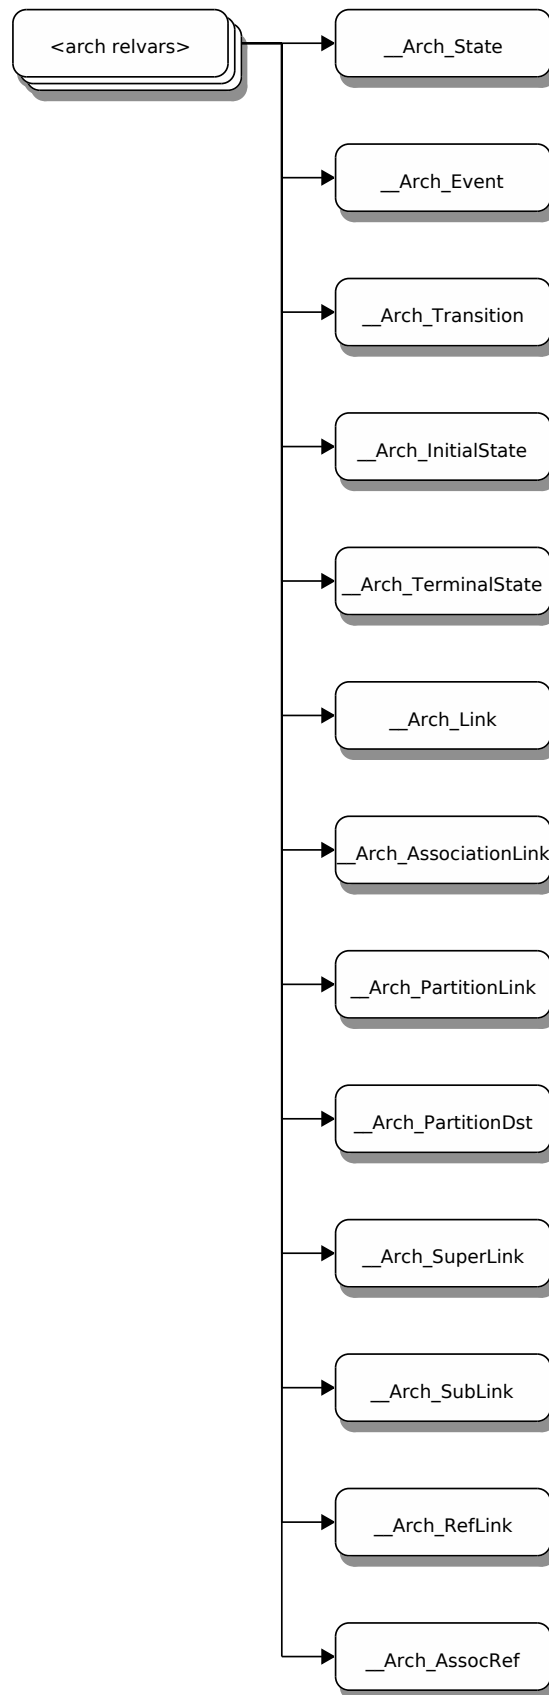 <arch relvars>
__Arch_State
__Arch_Event
__Arch_Transition
__Arch_InitialState
__Arch_TerminalState
__Arch_Link
__Arch_AssociationLink
__Arch_PartitionLink
__Arch_PartitionDst
__Arch_SuperLink
__Arch_SubLink
__Arch_RefLink
__Arch_AssocRef